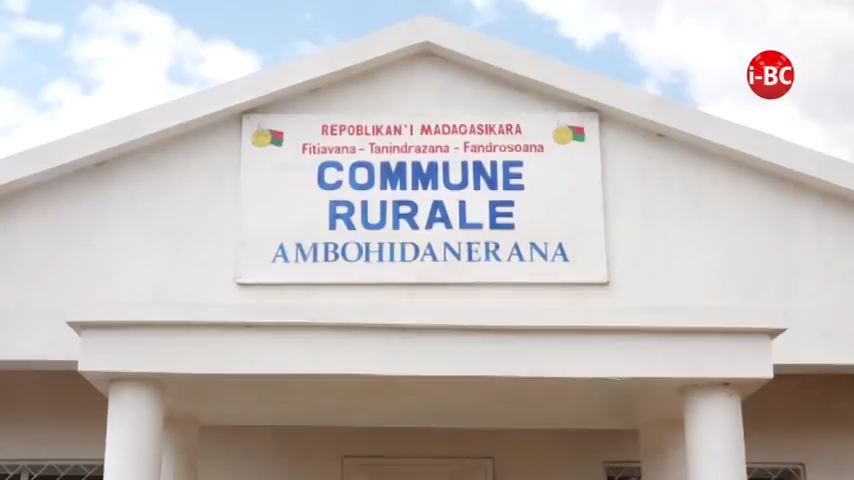 i-BC
REPOBLIKAN'I MADAGASIKARA
Fitiavana - Tanindrazana - Fandrosoana
COMMUNE
RURALE
AMBOHIDANERANA